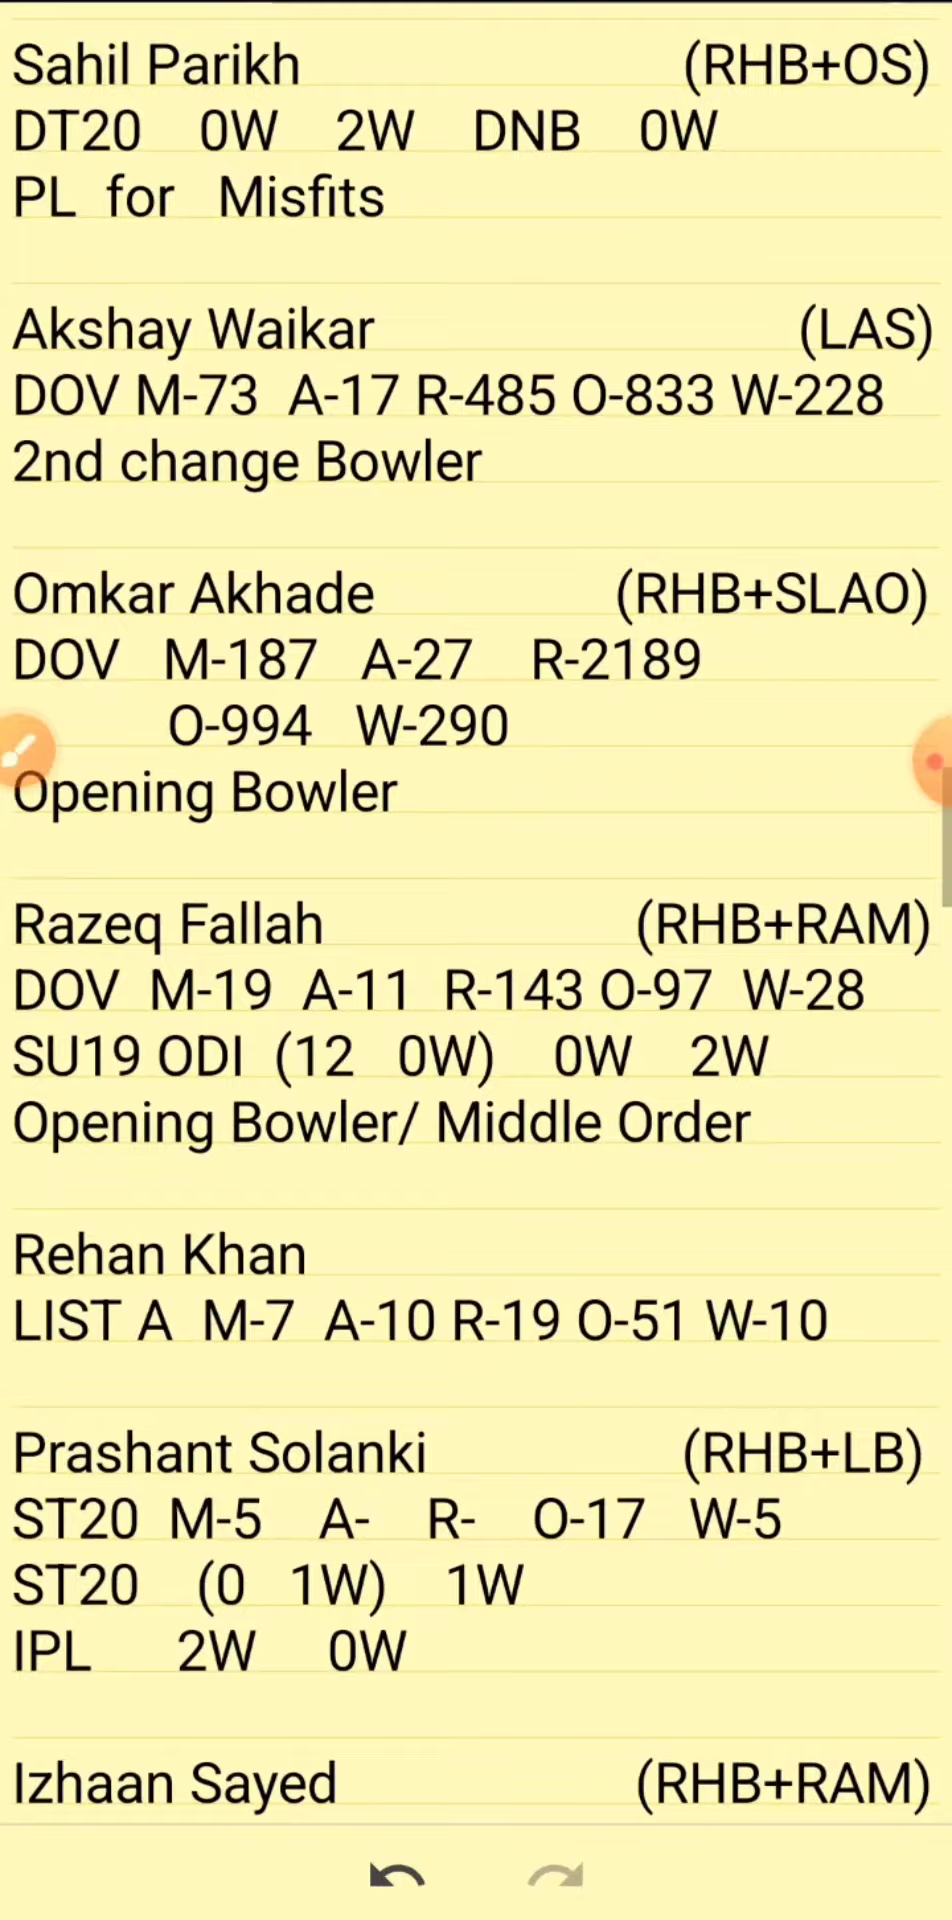 Sahil Parikh (RHB+OS)
DT20 0W 2W DNB 0W
PL for Misfits
Akshay Waikar (LAS)
DOV M-73 A-17 R-485 O-833 W-228
2nd change Bowler
Omkar Akhade (RHB+SLAO)
DOV M-187 A-27 R-2189
O-994 W-290
Opening Bowler
Razeq Fallah (RHB+RAM)
DOV M-19 A-11 R-143 O-97 W-28
SU19 ODI (12 0W) 0W 2W
Opening Bowler/ Middle Order
Rehan Khan
LIST A M-7 A-10 R-19 O-51 W-10
Prashant Solanki (RHB+LB)
ST20 M-5 A- R- O-17 W-5
ST20 (0 1W) 1W
IPL 2W 0W
Izhaan Sayed (RHB+RAM)